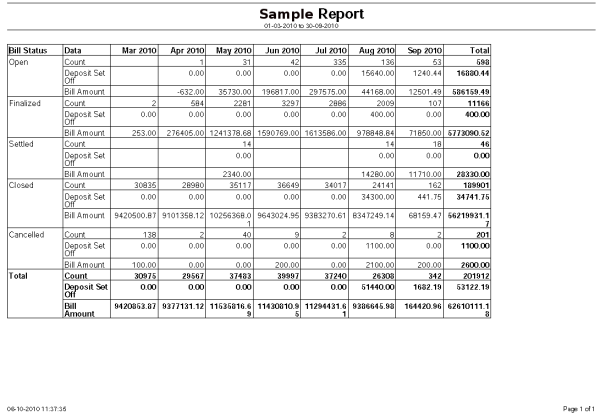 Sample Report
01-03-2010 to 30-09-2010
Bill Status Data Mar 2010 Apr 2010 May 2010 Jun 2010 Jul 2010 Aug 2010 Sep 2010 Total
Open Count 1 31 42 335 136 53 598
Deposit Set Off 0.00 0.00 0.00 0.00 15640.00 1240.44 16880.44
Bill Amount -632.00 35730.00 196817.00 297575.00 44168.00 12501.49 586159.49
Finalized Count 2 584 2281 3297 2886 2009 107 11166
Deposit Set Off 0.00 0.00 0.00 0.00 0.00 400.00 0.00 400.00
Bill Amount 253.00 276405.00 1241378.68 1590769.00 1613586.00 978848.84 71850.00 5773090.52
Settled Count 14 14 18 46
Deposit Set Off 0.00 0.00 0.00 0.00
Bill Amount 2340.00 14280.00 11710.00 28330.00
Closed Count 30835 28980 35117 36649 34017 24141 162 189901
Deposit Set Off 0.00 0.00 0.00 0.00 0.00 34300.00 441.75 34741.75
Bill Amount 9420500.87 9101358.12 10256368.01 9643024.95 9383270.61 8347249.14 68159.47 56219931.17
Cancelled Count 138 2 40 9 2 8 2 201
Deposit Set Off 0.00 0.00 0.00 0.00 0.00 1100.00 0.00 1100.00
Bill Amount 100.00 0.00 0.00 200.00 0.00 2100.00 200.00 2600.00
Total Count 30975 29567 37483 39997 37240 26308 342 201912
Deposit Set Off 0.00 0.00 0.00 0.00 0.00 51440.00 1682.19 53122.19
Bill Amount 9420853.87 9377131.12 11535816.69 11430810.95 11294431.61 9386645.98 164420.96 62610111.18
06-10-2010 11:37:35 Page 1 of 1